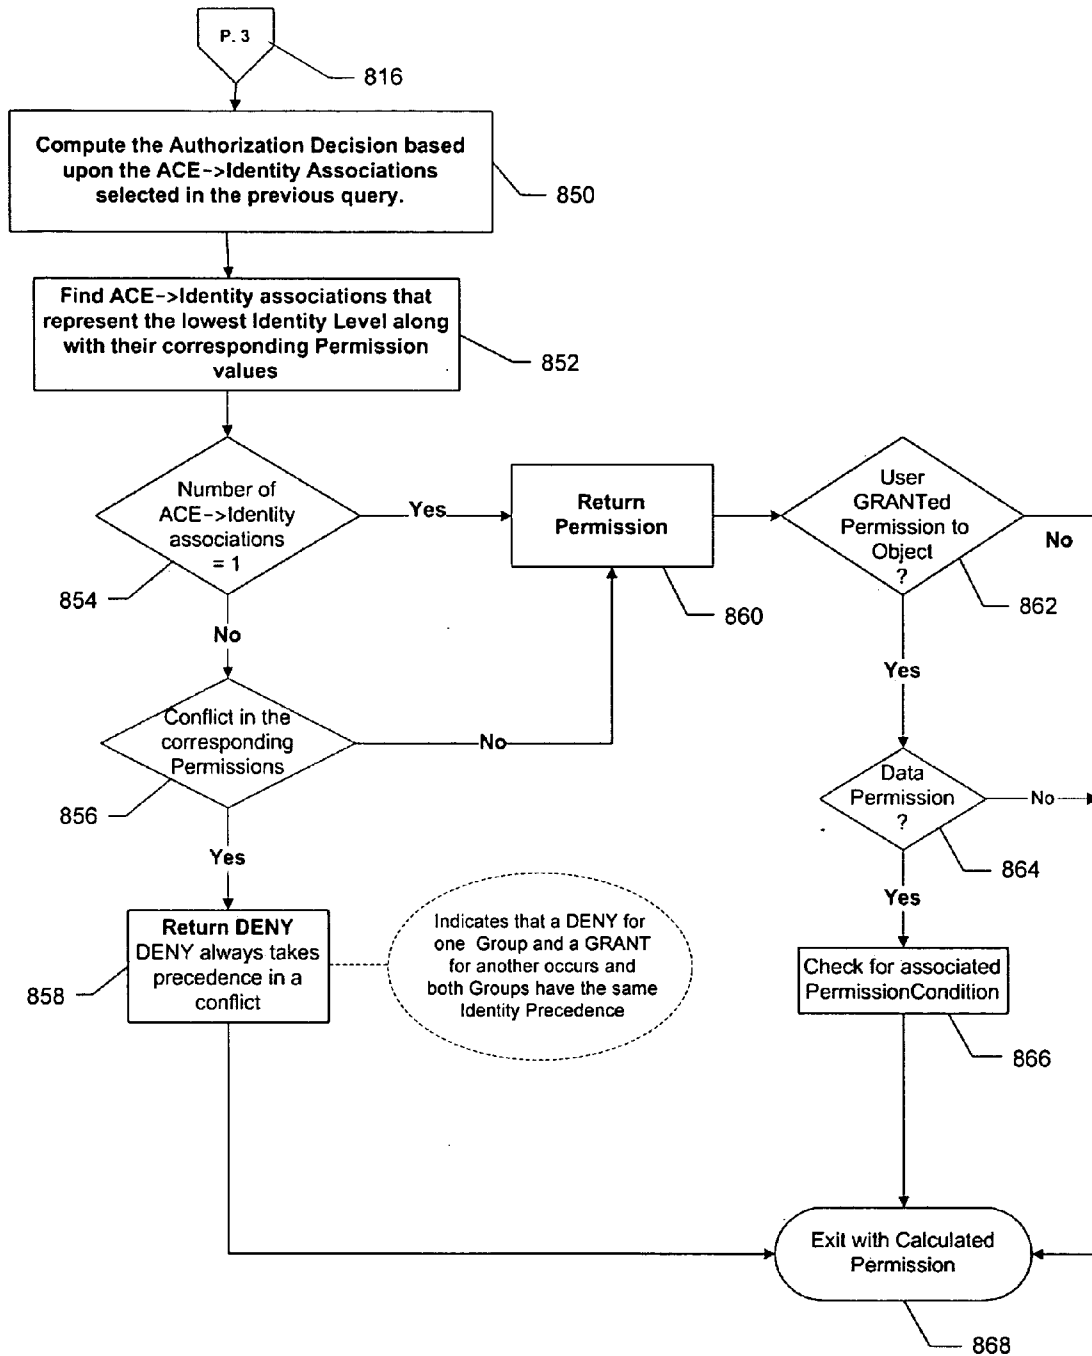 P. 3
816
Compute the Authorization Decision based
upon the ACE->Identity Associations
selected in the previous query.
850
Find ACE->Identity associations that
represent the lowest Identity Level along
with their corresponding Permission
values
852
Number of
ACE->Identity
associations
= 1
854
Yes
Return
Permission
860
User
GRANTed
Permission to
Object
?
No
862
No
Yes
Conflict in the
corresponding
Permissions
856
No
Data
Permission
?
No
864
Yes
Yes
Return DENY
DENY always takes
precedence in a
conflict
858
Indicates that a DENY for
one Group and a GRANT
for another occurs and
both Groups have the same
Identity Precedence
Check for associated
PermissionCondition
866
Exit with Calculated
Permission
868